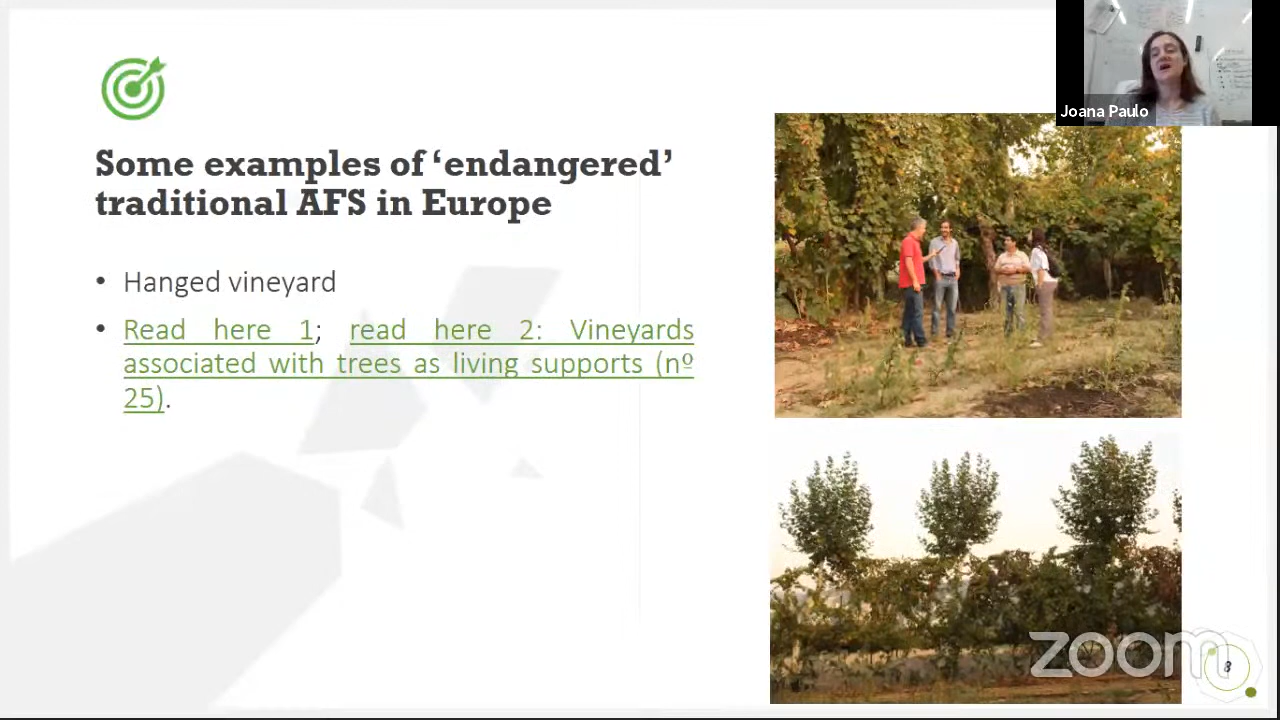 Joana Paulo
Some examples of ‘endangered’
traditional AFS in Europe
• Hanged vineyard
• Read here 1; read here 2: Vineyards
associated with trees as living supports (nº
25).
zoom
8